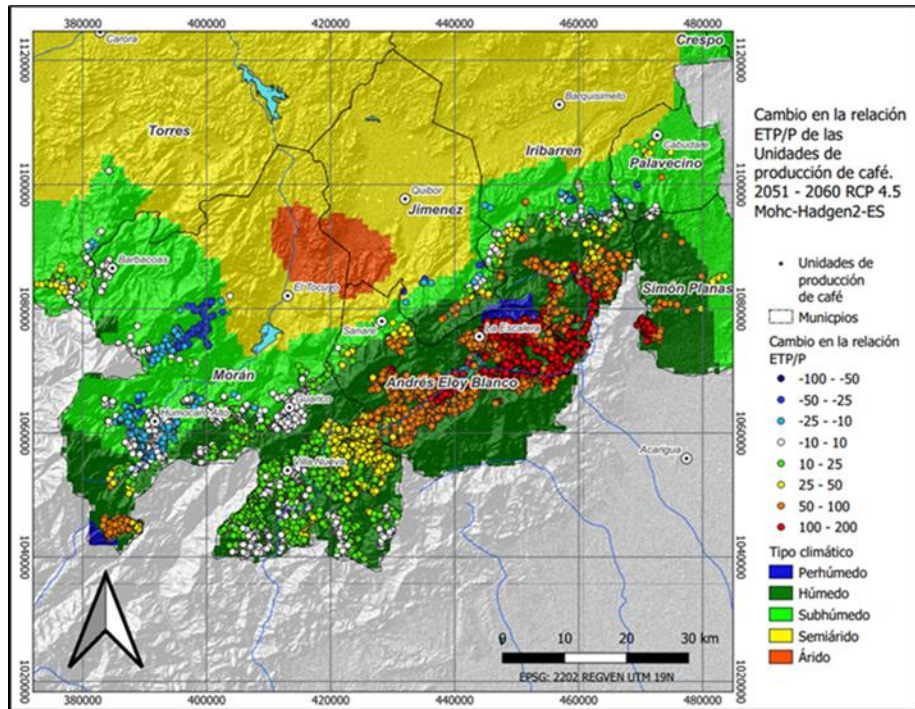 380000
400000
420000
440000
460000
480000
Carora
Crespo
1120000
1120000
Barquisimeto
Torres
Iribarren
Cabudare
Palavecino
1100000
1100000
Quibor
Jimenez
Barbacoas
El Tocuyo
Simón Planas
1080000
1080000
Sanare
La Escalera
Morán
Andrés Eloy Blanco
Guarico
Humocaro Alto
1060000
1060000
Villa Nueva
Acarigua
1040000
1040000
0
10
20
30 km
EPSG: 2202 REGVEN UTM 19N
1020000
1020000
380000
400000
420000
440000
460000
480000
Cambio en la relación
ETP/P de las
Unidades de
producción de café.
2051 - 2060 RCP 4.5
Mohc-Hadgen2-ES
Unidades de
producción
de café
Municpios
Cambio en la relación
ETP/P
-100 - -50
-50 - -25
-25 - -10
-10 - 10
10 - 25
25 - 50
50 - 100
100 - 200
Tipo climático
Perhúmedo
Húmedo
Subhúmedo
Semiárido
Árido